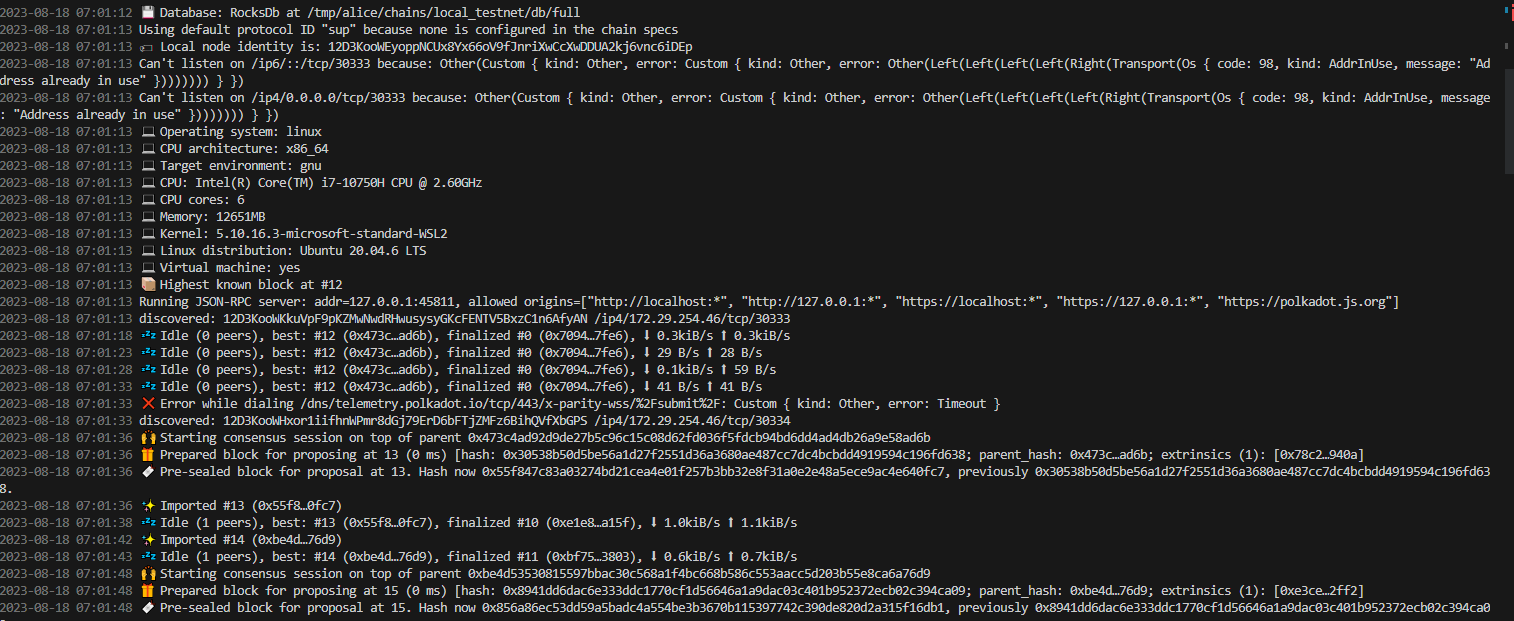 2023-08-18 07:01:12 💾 Database: RocksDb at /tmp/alice/chains/local_testnet/db/full
2023-08-18 07:01:13 Using default protocol ID "sup" because none is configured in the chain specs
2023-08-18 07:01:13 🏷 Local node identity is: 12D3KooWEyoppNCUx8Yx66oV9fJnriXwCcXwDDUA2kj6vnc6iDEp
2023-08-18 07:01:13 Can't listen on /ip6/::/tcp/30333 because: Other(Custom { kind: Other, error: Custom { kind: Other, error: Other(Left(Left(Left(Left(Right(Transport(Os { code: 98, kind: AddrInUse, message: "Ad
dress already in use" })))))))) } })
2023-08-18 07:01:13 Can't listen on /ip4/0.0.0.0/tcp/30333 because: Other(Custom { kind: Other, error: Custom { kind: Other, error: Other(Left(Left(Left(Left(Right(Transport(Os { code: 98, kind: AddrInUse, message
: "Address already in use" })))))))) } })
2023-08-18 07:01:13 💻 Operating system: linux
2023-08-18 07:01:13 💻 CPU architecture: x86_64
2023-08-18 07:01:13 💻 Target environment: gnu
2023-08-18 07:01:13 💻 CPU: Intel(R) Core(TM) i7-10750H CPU @ 2.60GHz
2023-08-18 07:01:13 💻 CPU cores: 6
2023-08-18 07:01:13 💻 Memory: 12651MB
2023-08-18 07:01:13 💻 Kernel: 5.10.16.3-microsoft-standard-WSL2
2023-08-18 07:01:13 💻 Linux distribution: Ubuntu 20.04.6 LTS
2023-08-18 07:01:13 💻 Virtual machine: yes
2023-08-18 07:01:13 📦 Highest known block at #12
2023-08-18 07:01:13 Running JSON-RPC server: addr=127.0.0.1:45811, allowed origins=["http://localhost:*", "http://127.0.0.1:*", "https://localhost:*", "https://127.0.0.1:*", "https://polkadot.js.org"]
2023-08-18 07:01:13 discovered: 12D3KooWKkuVpF9pKZMwNwdRHwusysyGKcFENTV5BxzC1n6AfyAN /ip4/172.29.254.46/tcp/30333
2023-08-18 07:01:18 💤 Idle (0 peers), best: #12 (0x473c…ad6b), finalized #0 (0x7094…7fe6), ⬇ 0.3kiB/s ⬆ 0.3kiB/s
2023-08-18 07:01:23 💤 Idle (0 peers), best: #12 (0x473c…ad6b), finalized #0 (0x7094…7fe6), ⬇ 29 B/s ⬆ 28 B/s
2023-08-18 07:01:28 💤 Idle (0 peers), best: #12 (0x473c…ad6b), finalized #0 (0x7094…7fe6), ⬇ 0.1kiB/s ⬆ 59 B/s
2023-08-18 07:01:33 💤 Idle (0 peers), best: #12 (0x473c…ad6b), finalized #0 (0x7094…7fe6), ⬇ 41 B/s ⬆ 41 B/s
2023-08-18 07:01:33 ❌ Error while dialing /dns/telemetry.polkadot.io/tcp/443/x-parity-wss/%2Fsubmit%2F: Custom { kind: Other, error: Timeout }
2023-08-18 07:01:33 discovered: 12D3KooWHxor1iifhnWPmr8dGj79ErD6bFTjZMFz6BihQVfXbGPS /ip4/172.29.254.46/tcp/30334
2023-08-18 07:01:36 🙌 Starting consensus session on top of parent 0x473c4ad92d9de27b5c96c15c08d62fd036f5fdcb94bd6dd4ad4db26a9e58ad6b
2023-08-18 07:01:36 🎁 Prepared block for proposing at 13 (0 ms) [hash: 0x30538b50d5be56a1d27f2551d36a3680ae487cc7dc4bcbdd4919594c196fd638; parent_hash: 0x473c…ad6b; extrinsics (1): [0x78c2…940a]
2023-08-18 07:01:36 🔖 Pre-sealed block for proposal at 13. Hash now 0x55f847c83a03274bd21cea4e01f257b3bb32e8f31a0e2e48a5ece9ac4e640fc7, previously 0x30538b50d5be56a1d27f2551d36a3680ae487cc7dc4bcbdd4919594c196fd63
8.
2023-08-18 07:01:36 ✨ Imported #13 (0x55f8…0fc7)
2023-08-18 07:01:38 💤 Idle (1 peers), best: #13 (0x55f8…0fc7), finalized #10 (0xe1e8…a15f), ⬇ 1.0kiB/s ⬆ 1.1kiB/s
2023-08-18 07:01:42 ✨ Imported #14 (0xbe4d…76d9)
2023-08-18 07:01:43 💤 Idle (1 peers), best: #14 (0xbe4d…76d9), finalized #11 (0xbf75…3803), ⬇ 0.6kiB/s ⬆ 0.7kiB/s
2023-08-18 07:01:48 🙌 Starting consensus session on top of parent 0xbe4d53530815597bbac30c568a1f4bc668b586c553aacc5d203b55e8ca6a76d9
2023-08-18 07:01:48 🎁 Prepared block for proposing at 15 (0 ms) [hash: 0x8941dd6dac6e333ddc1770cf1d56646a1a9dac03c401b952372ecb02c394ca09; parent_hash: 0xbe4d…76d9; extrinsics (1): [0xe3ce…2ff2]
2023-08-18 07:01:48 🔖 Pre-sealed block for proposal at 15. Hash now 0x856a86ec53dd59a5badc4a554be3b3670b115397742c390de820d2a315f16db1, previously 0x8941dd6dac6e333ddc1770cf1d56646a1a9dac03c401b952372ecb02c394ca0